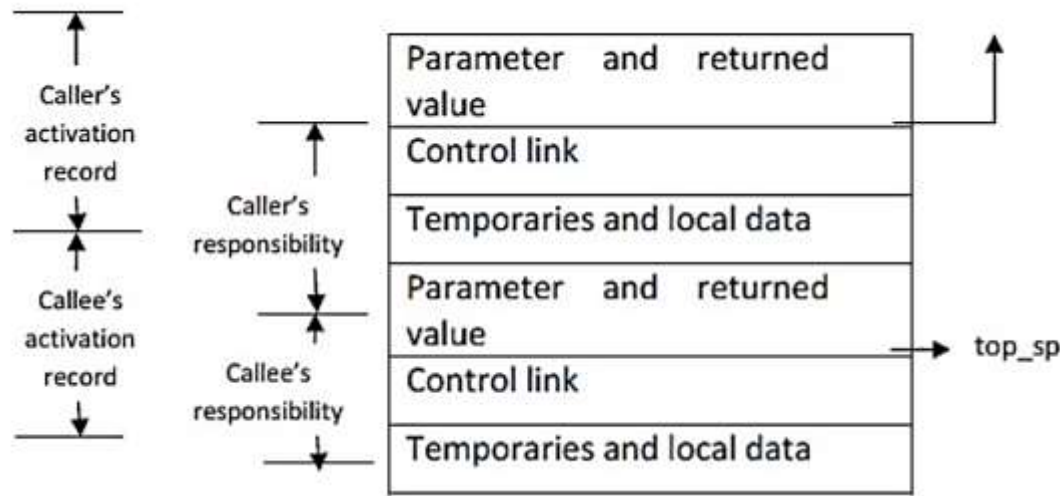 Caller's
activation
record
Callee's
activation
record
Caller's
responsibility
Callee's
responsibility
Parameter and returned
value
Control link
Temporaries and local data
Parameter and returned
value
Control link
Temporaries and local data
top_sp